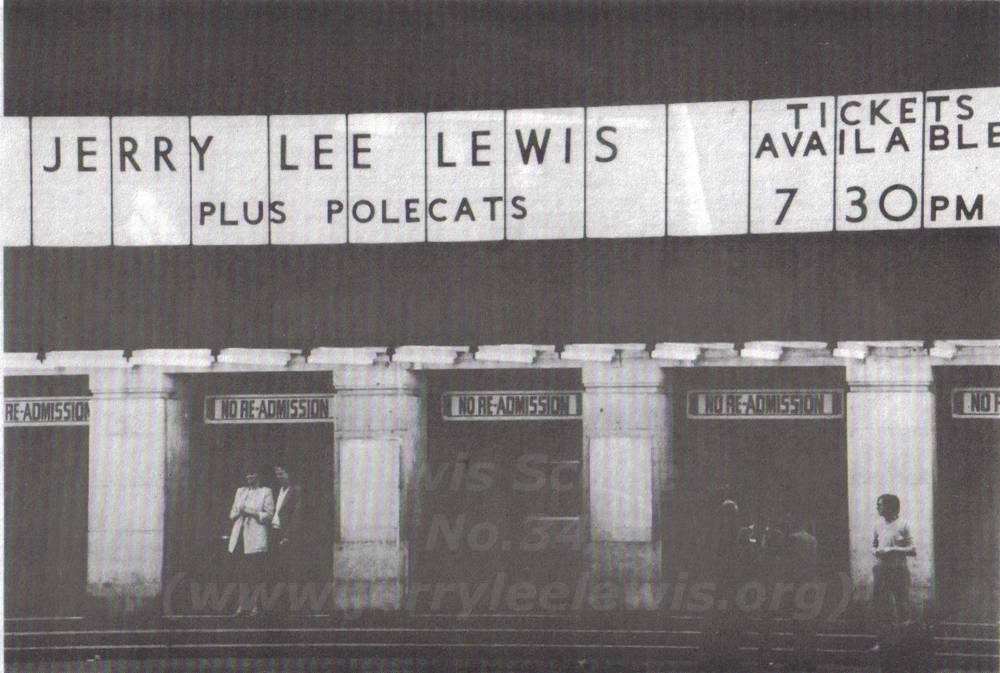 JERRY LEE LEWIS
PLUS POLECATS
TICKETS
AVAILABLE
7 30PM
RE-ADMISSION
NO RE-ADMISSION
NO RE-ADMISSION
NO RE-ADMISSION
NO R
No.34
(www.jerryleelewis.org)